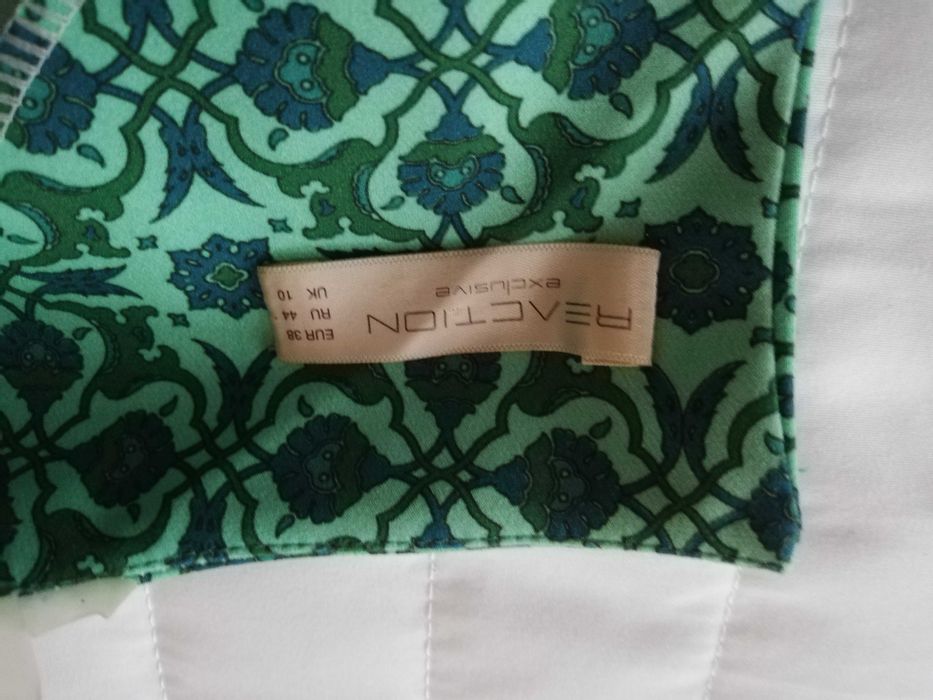 REACTION
exclusive
EUR 38
RU 44
UK 10